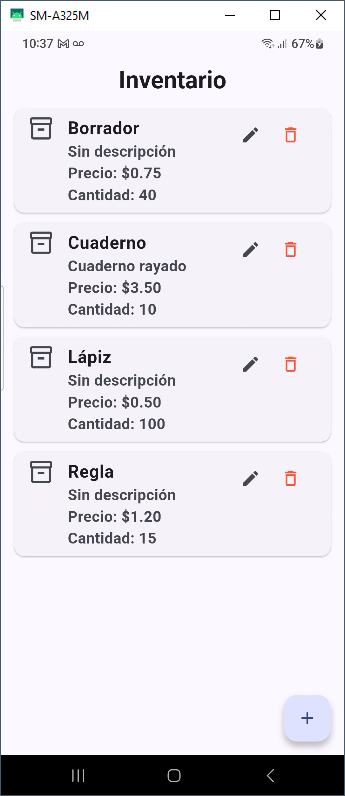 SM-A325M
10:37 67%
Inventario
Borrador
Sin descripción
Precio: $0.75
Cantidad: 40
Cuaderno
Cuaderno rayado
Precio: $3.50
Cantidad: 10
Lápiz
Sin descripción
Precio: $0.50
Cantidad: 100
Regla
Sin descripción
Precio: $1.20
Cantidad: 15
+